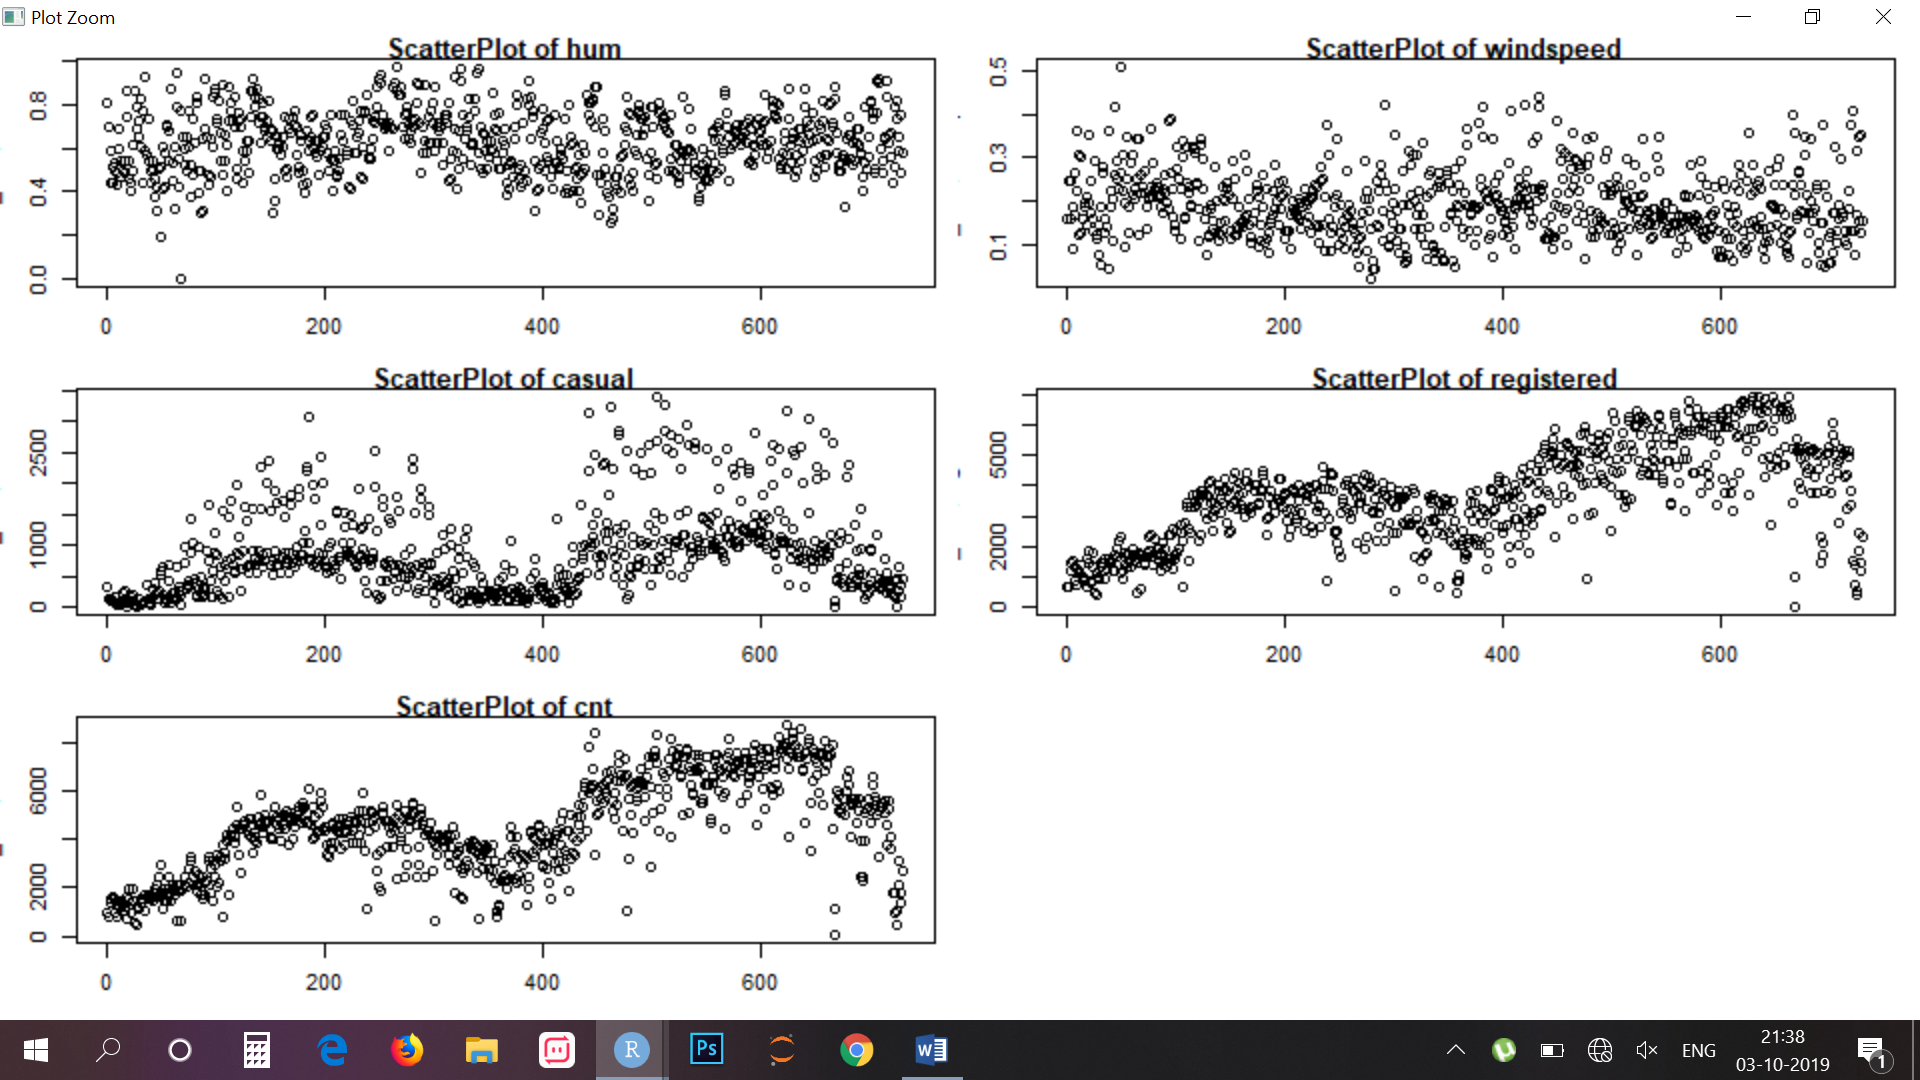 Plot Zoom
ScatterPlot of hum
0.8
0.4
0.0
0 200 400 600
ScatterPlot of windspeed
0.5
0.3
0.1
0 200 400 600
ScatterPlot of casual
2500
1000
0
0 200 400 600
ScatterPlot of registered
5000
2000
0
0 200 400 600
ScatterPlot of cnt
6000
2000
0
0 200 400 600
R
Ps
W
µ
ENG
21:38
03-10-2019
1